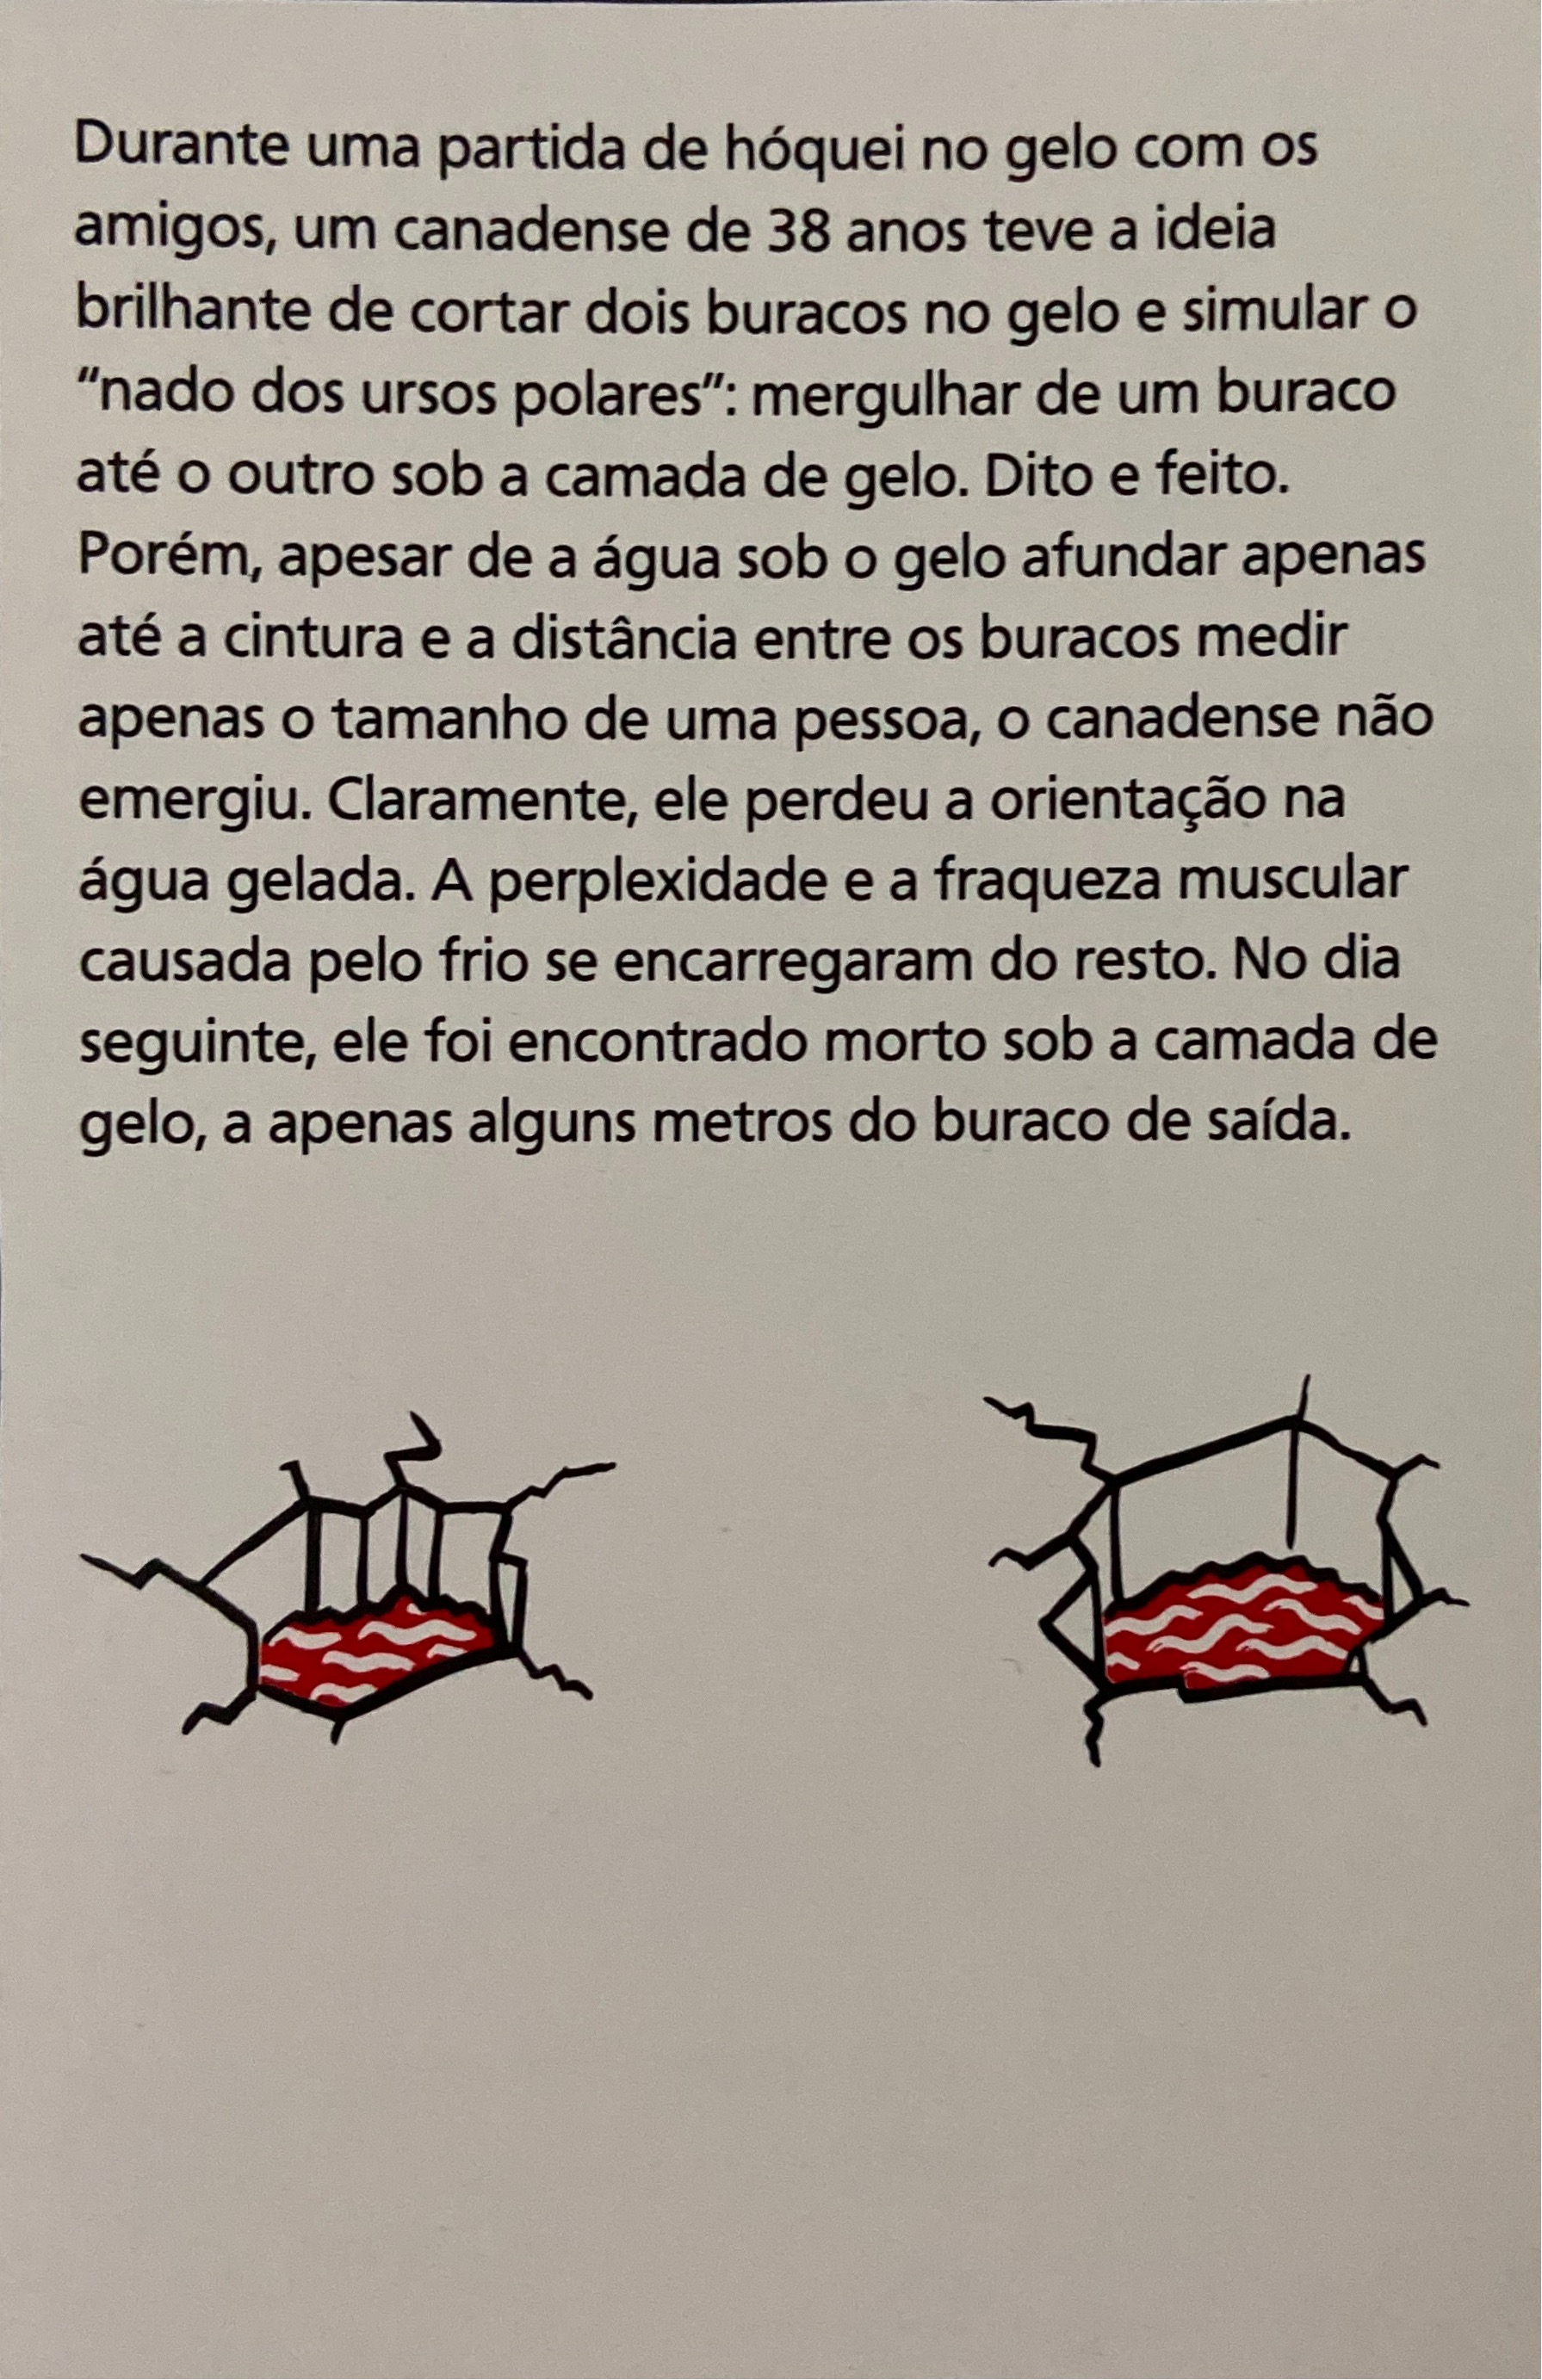 Durante uma partida de hóquei no gelo com os
amigos, um canadense de 38 anos teve a ideia
brilhante de cortar dois buracos no gelo e simular o
“nado dos ursos polares”: mergulhar de um buraco
até o outro sob a camada de gelo. Dito e feito.
Porém, apesar de a água sob o gelo afundar apenas
até a cintura e a distância entre os buracos medir
apenas o tamanho de uma pessoa, o canadense não
emergiu. Claramente, ele perdeu a orientação na
água gelada. A perplexidade e a fraqueza muscular
causada pelo frio se encarregaram do resto. No dia
seguinte, ele foi encontrado morto sob a camada de
gelo, a apenas alguns metros do buraco de saída.